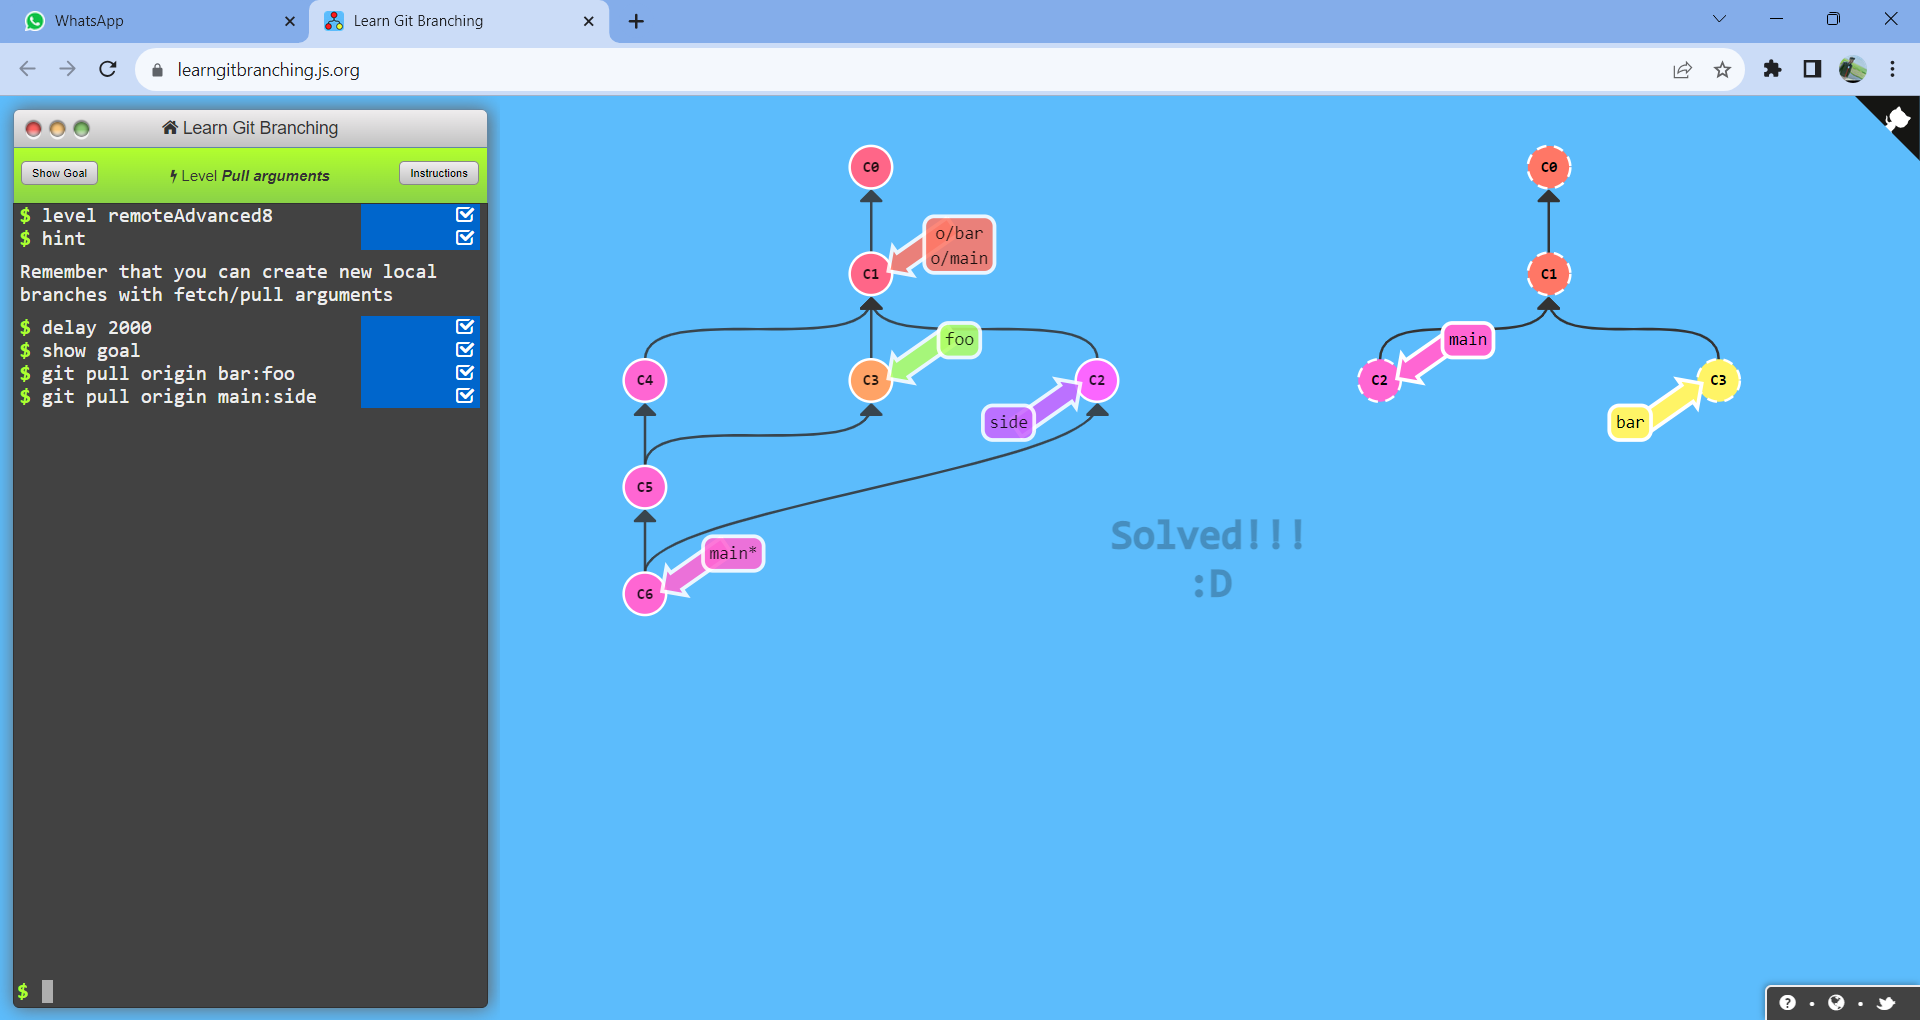 WhatsApp
Learn Git Branching
learngitbranching.js.org
Learn Git Branching
Show Goal
Level Pull arguments
Instructions
$ level remoteAdvanced8
$ hint
Remember that you can create new local
branches with fetch/pull arguments
$ delay 2000
$ show goal
$ git pull origin bar:foo
$ git pull origin main:side
$
C0
o/bar
o/main
C1
foo
C4
C3
C2
side
C5
main*
C6
C0
C1
main
C2
C3
bar
Solved!!!
:D
?